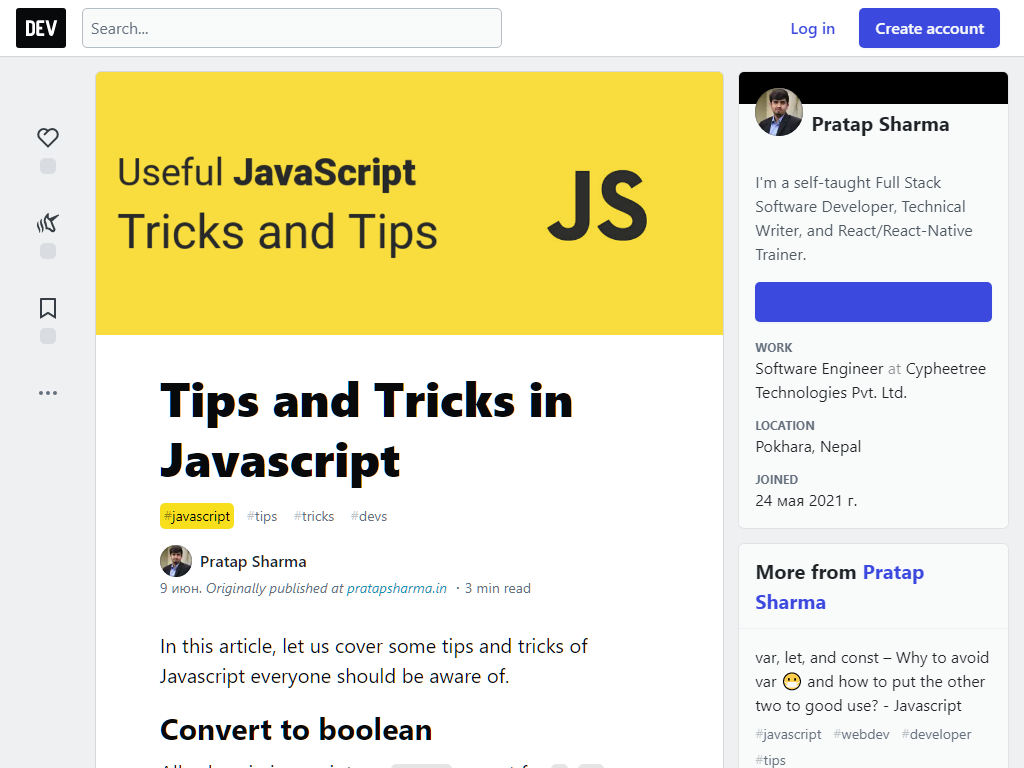 DEV
Search...
Log in
Create account
Useful JavaScript
Tricks and Tips
JS
Tips and Tricks in
Javascript
#javascript #tips #tricks #devs
Pratap Sharma
9 июн. Originally published at pratapsharma.in ・3 min read
In this article, let us cover some tips and tricks of
Javascript everyone should be aware of.
Convert to boolean
Pratap Sharma
I'm a self-taught Full Stack
Software Developer, Technical
Writer, and React/React-Native
Trainer.
WORK
Software Engineer at Cypheetree
Technologies Pvt. Ltd.
LOCATION
Pokhara, Nepal
JOINED
24 мая 2021 г.
More from Pratap
Sharma
var, let, and const – Why to avoid
var 😷 and how to put the other
two to good use? - Javascript
#javascript #webdev #developer
#tips